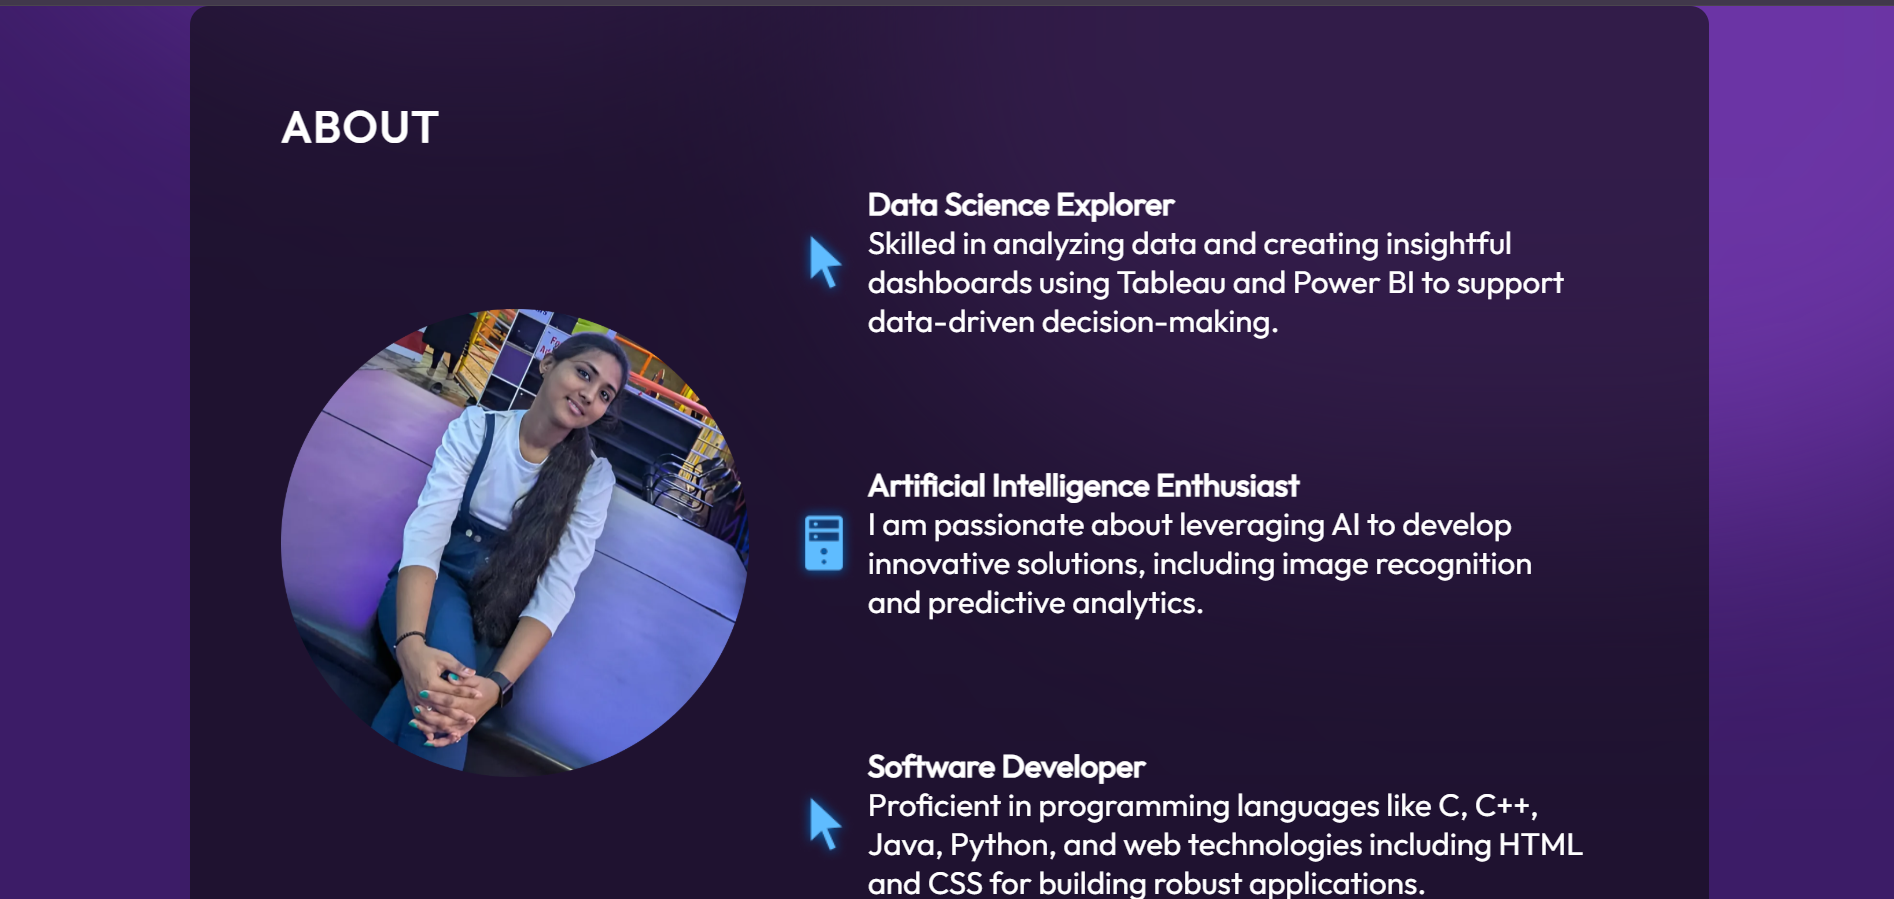 ABOUT
Data Science Explorer
Skilled in analyzing data and creating insightful
dashboards using Tableau and Power BI to support
data-driven decision-making.
Artificial Intelligence Enthusiast
I am passionate about leveraging AI to develop
innovative solutions, including image recognition
and predictive analytics.
Software Developer
Proficient in programming languages like C, C++,
Java, Python, and web technologies including HTML
and CSS for building robust applications.